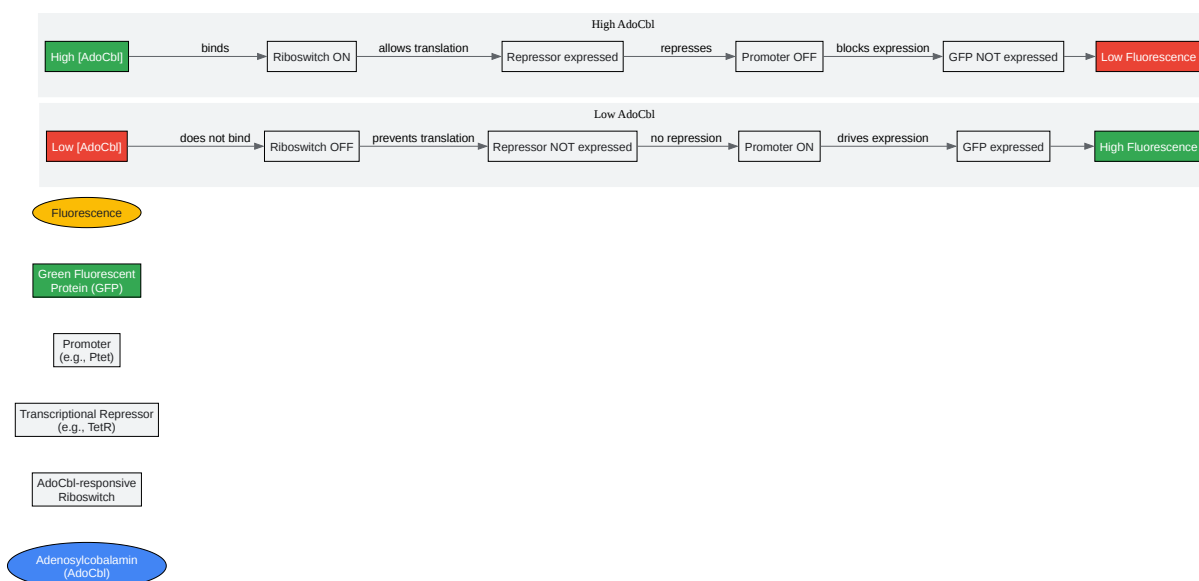 High AdoCbl
High [AdoCbl]
binds
Riboswitch ON
allows translation
Repressor expressed
represses
Promoter OFF
blocks expression
GFP NOT expressed
Low Fluorescence
Low AdoCbl
Low [AdoCbl]
does not bind
Riboswitch OFF
prevents translation
Repressor NOT expressed
no repression
Promoter ON
drives expression
GFP expressed
High Fluorescence
Fluorescence
Green Fluorescent
Protein (GFP)
Promoter
(e.g., Ptet)
Transcriptional Repressor
(e.g., TetR)
AdoCbl-responsive
Riboswitch
Adenosylcobalamin
(AdoCbl)